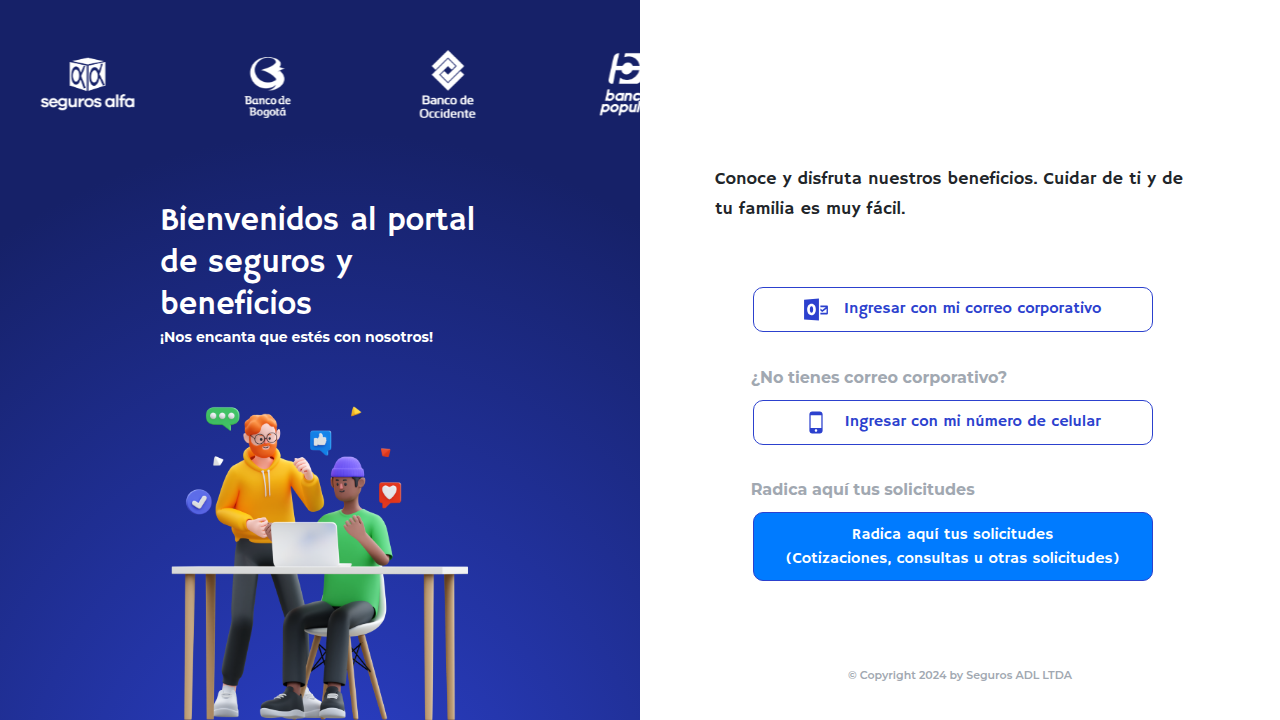 seguros alfa
Banco de
Bogotá
Banco de
Occidente
Bienvenidos al portal
de seguros y
beneficios
¡Nos encanta que estés con nosotros!
Conoce y disfruta nuestros beneficios. Cuidar de ti y de
tu familia es muy fácil.
Ingresar con mi correo corporativo
¿No tienes correo corporativo?
Ingresar con mi número de celular
Radica aquí tus solicitudes
Radica aquí tus solicitudes
(Cotizaciones, consultas u otras solicitudes)
© Copyright 2024 by Seguros ADL LTDA